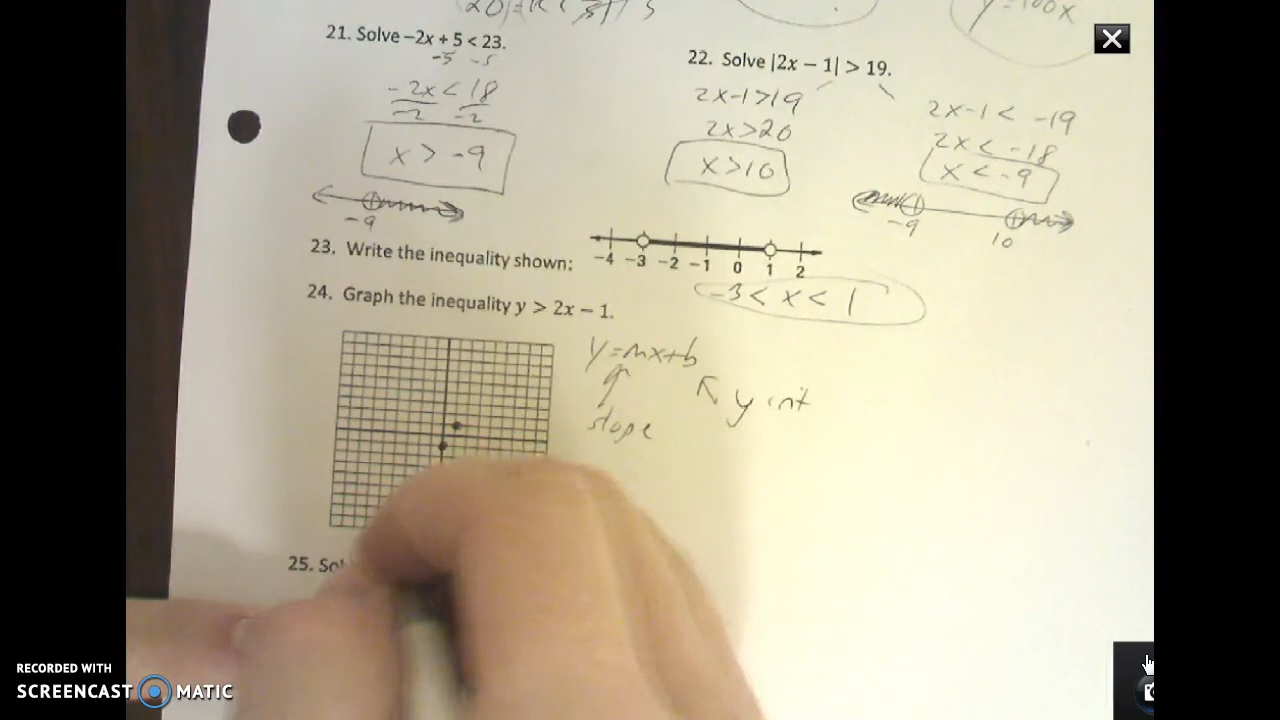 21. Solve −2x + 5 < 23.
-5 -5
-2x < 18
-2 -2
x > -9
-9
22. Solve |2x − 1| > 19.
2x-1>19
2x>20
x>10
2x-1 < -19
2x < -18
x < -9
-9 10
23. Write the inequality shown:
−4 −3 −2 −1 0 1 2
-3 < x < 1
24. Graph the inequality y > 2x − 1.
y=mx+b
slope
y int
25.
y=100x
RECORDED WITH
SCREENCAST MATIC